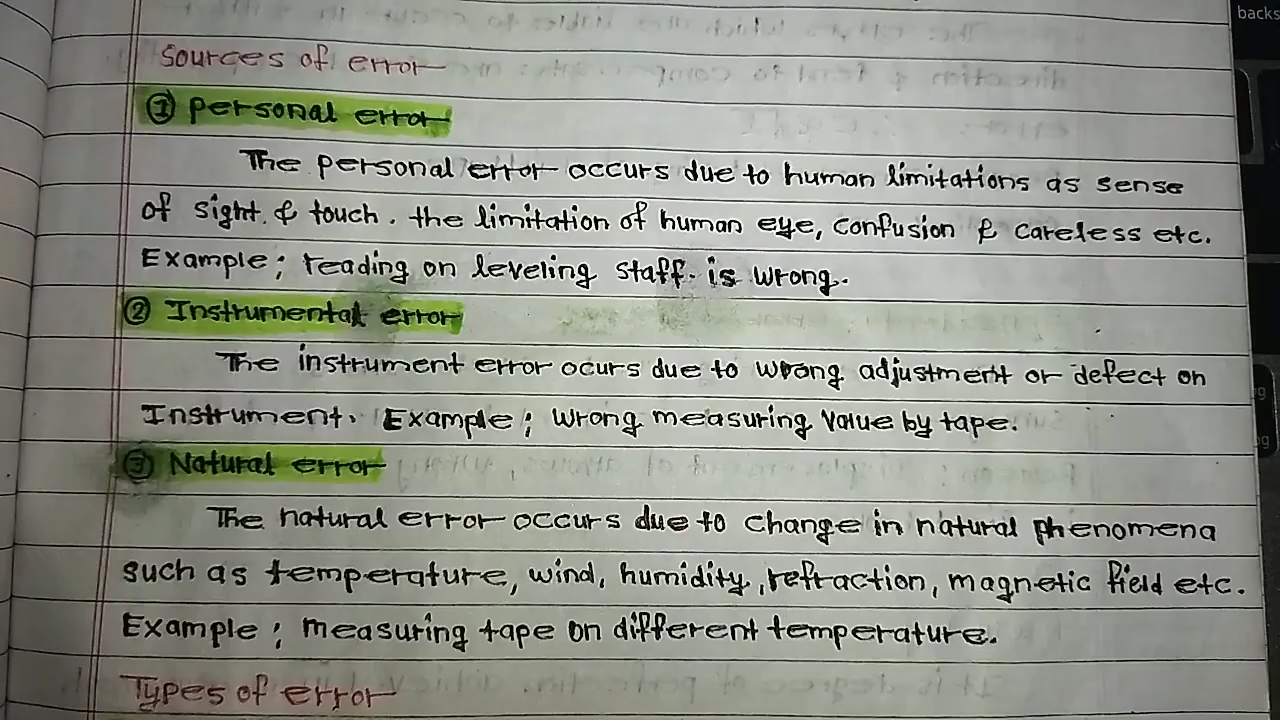 Sources of error
① personal error
The personal error occurs due to human limitations as sense
of sight & touch. the limitation of human eye, confusion & careless etc.
Example; reading on leveling staff. is wrong.
② Instrumental error
The instrument error ocurs due to wrong adjustment or defect on
Instrument. Example; wrong measuring value by tape.
③ Natural error
The natural error occurs due to change in natural phenomena
such as temperature, wind, humidity, refraction, magnetic field etc.
Example; measuring tape on different temperature.
Types of error
backs